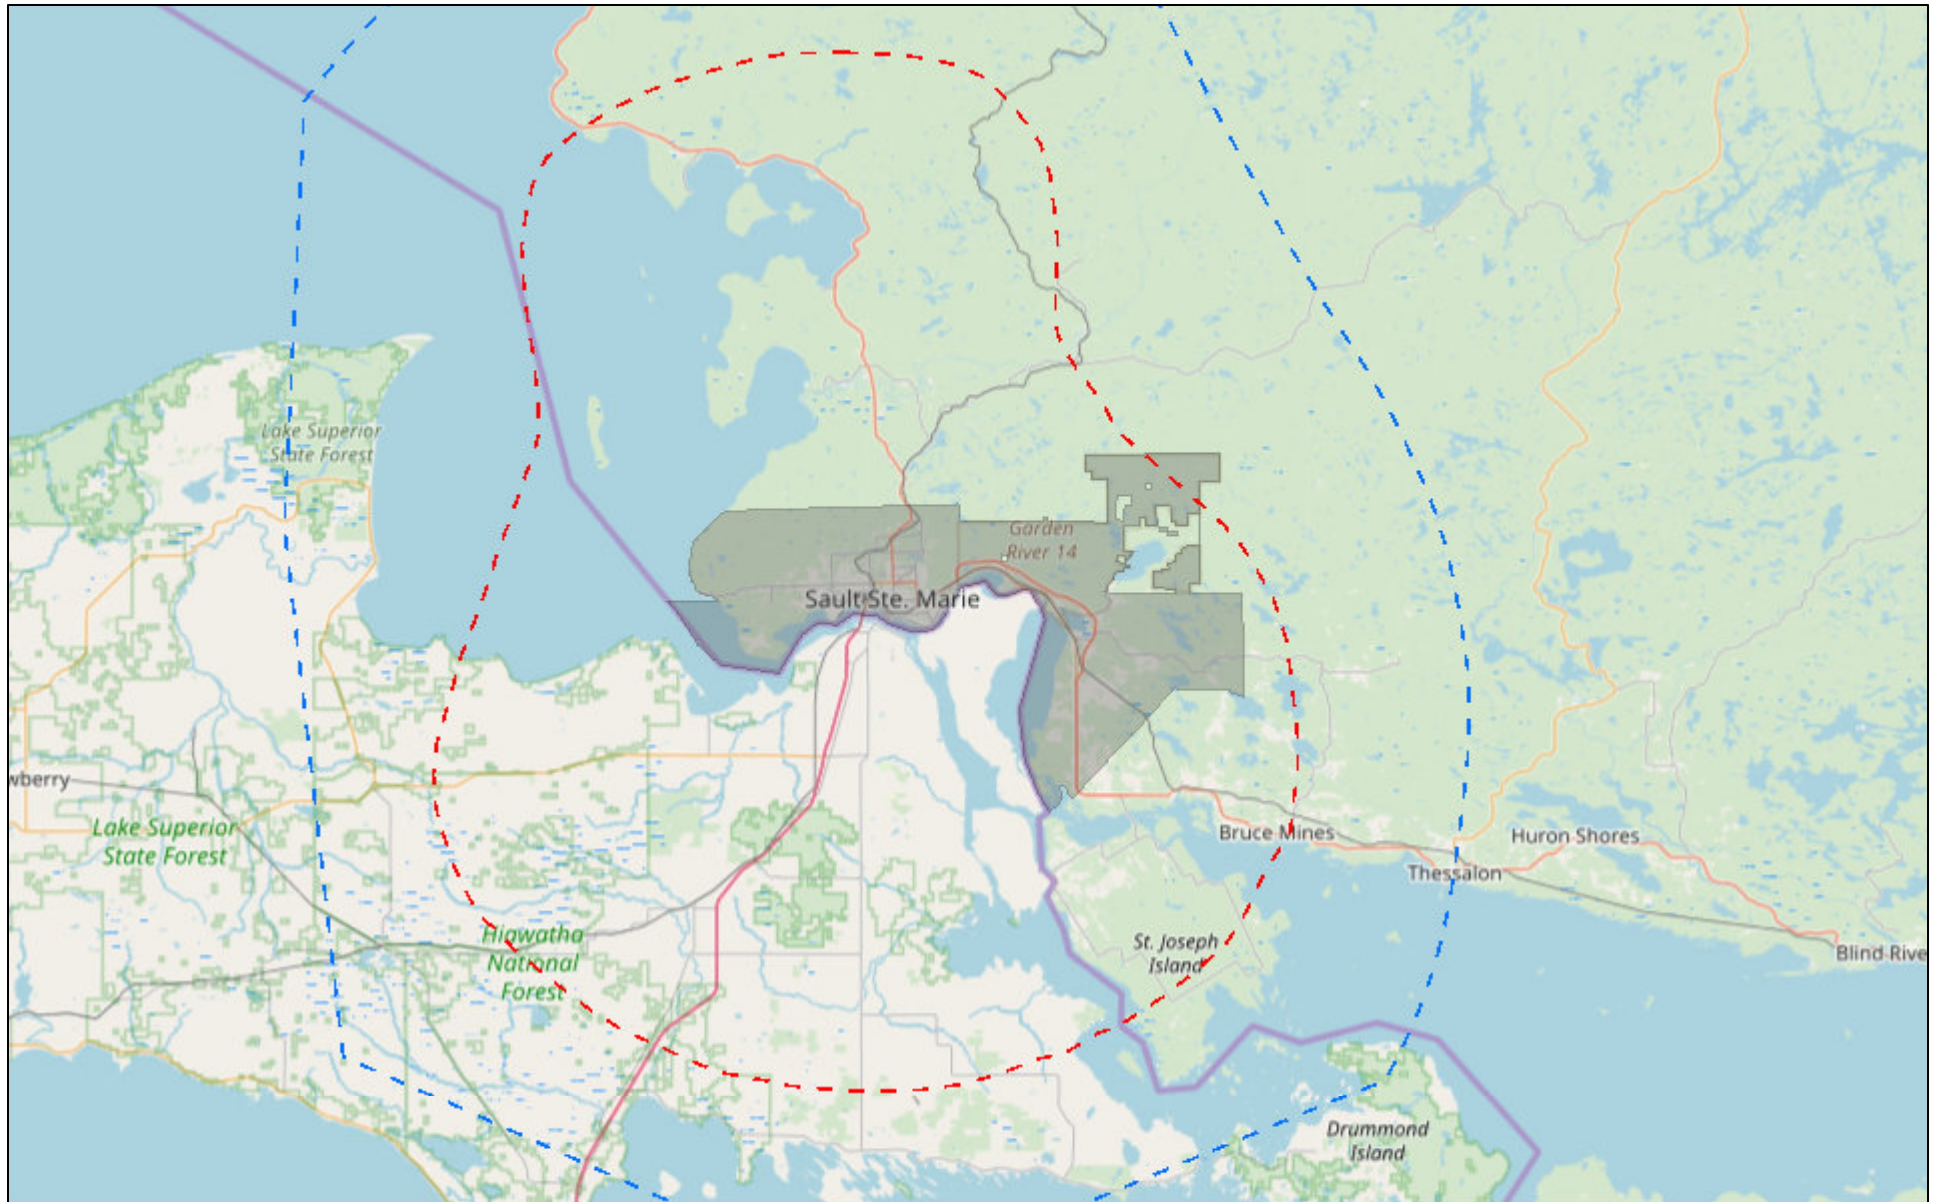 Lake Superior
State Forest
Garden
River 14
Sault Ste. Marie
wberry
Lake Superior
State Forest
Bruce Mines
Huron Shores
Thessalon
Hiawatha
National
Forest
St. Joseph
Island
Blind Rive
Drummond
Island